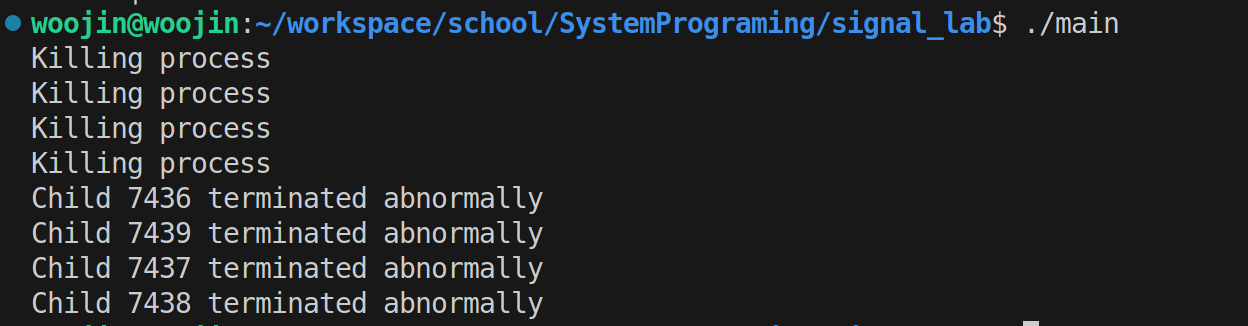 woojin@woojin:~/workspace/school/SystemPrograming/signal_lab$ ./main
Killing process
Killing process
Killing process
Killing process
Child 7436 terminated abnormally
Child 7439 terminated abnormally
Child 7437 terminated abnormally
Child 7438 terminated abnormally